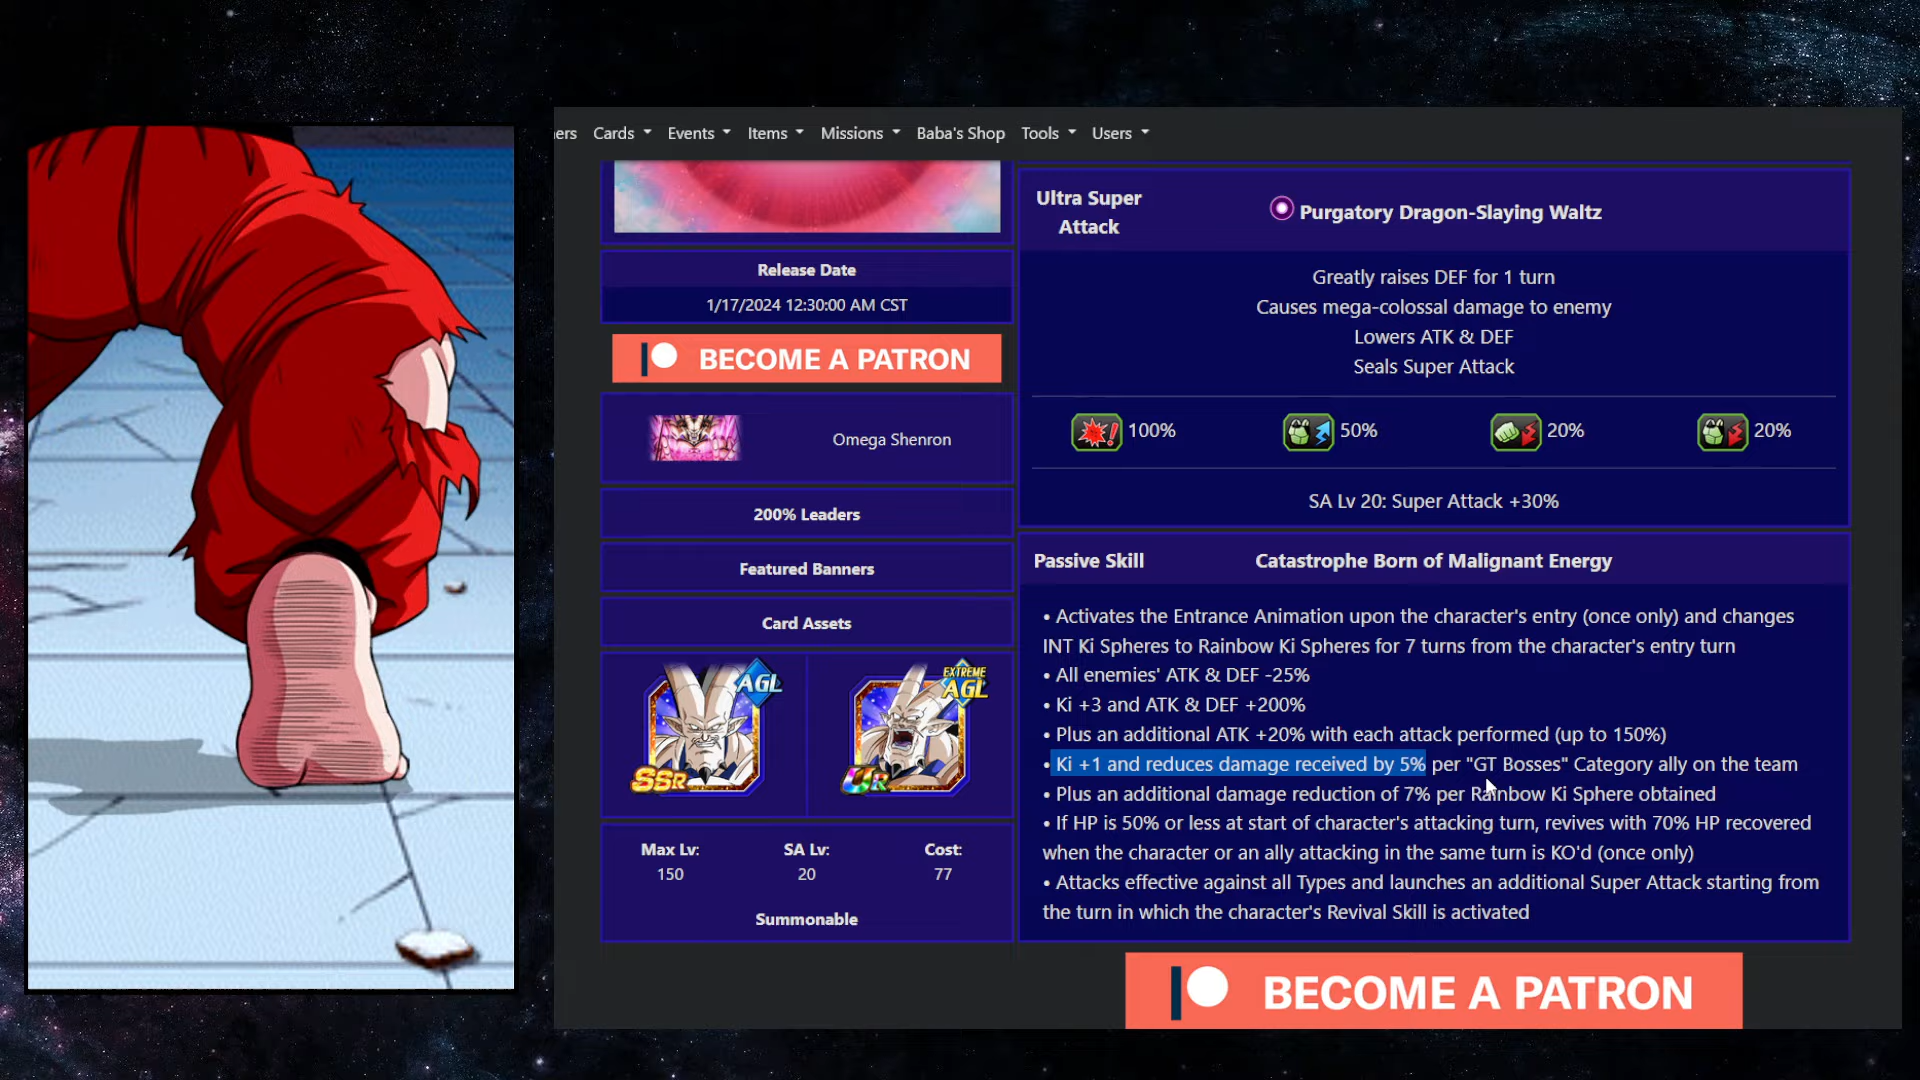 ers Cards Events Items Missions Baba's Shop Tools Users
Release Date
1/17/2024 12:30:00 AM CST
BECOME A PATRON
Omega Shenron
200% Leaders
Featured Banners
Card Assets
AGL
SSR
EXTREME
AGL
UR
Max Lv: SA Lv: Cost:
150 20 77
Summonable
Ultra Super
Attack
Purgatory Dragon-Slaying Waltz
Greatly raises DEF for 1 turn
Causes mega-colossal damage to enemy
Lowers ATK & DEF
Seals Super Attack
100% 50% 20% 20%
SA Lv 20: Super Attack +30%
Passive Skill Catastrophe Born of Malignant Energy
• Activates the Entrance Animation upon the character's entry (once only) and changes
INT Ki Spheres to Rainbow Ki Spheres for 7 turns from the character's entry turn
• All enemies' ATK & DEF -25%
• Ki +3 and ATK & DEF +200%
• Plus an additional ATK +20% with each attack performed (up to 150%)
• Ki +1 and reduces damage received by 5% per "GT Bosses" Category ally on the team
• Plus an additional damage reduction of 7% per Rainbow Ki Sphere obtained
• If HP is 50% or less at start of character's attacking turn, revives with 70% HP recovered
when the character or an ally attacking in the same turn is KO'd (once only)
• Attacks effective against all Types and launches an additional Super Attack starting from
the turn in which the character's Revival Skill is activated
BECOME A PATRON